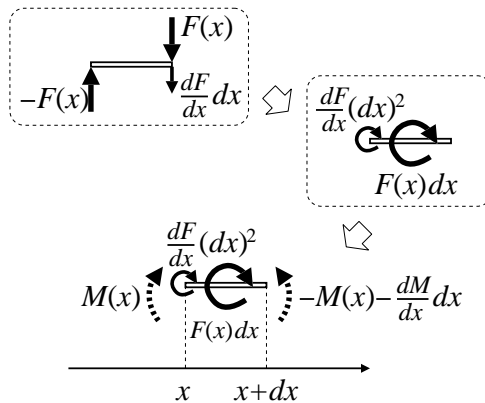 F(x)
−F(x)
dF/dx dx
dF/dx (dx)²
F(x)dx
dF/dx (dx)²
M(x)
−M(x)−dM/dx dx
F(x)dx
x
x+dx